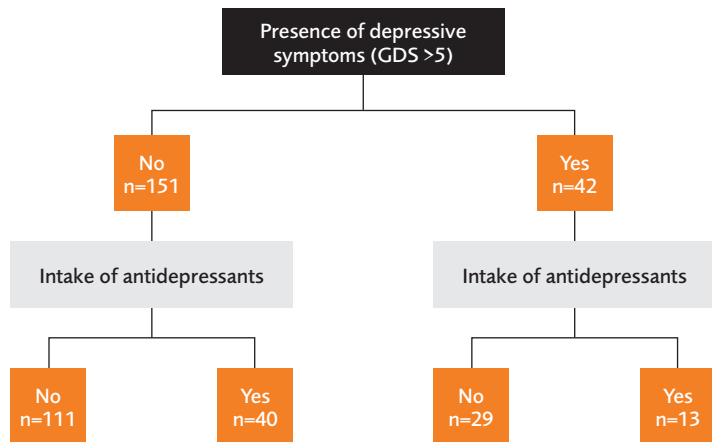 Presence of depressive
symptoms (GDS >5)
No
n=151
Yes
n=42
Intake of antidepressants
Intake of antidepressants
No
n=111
Yes
n=40
No
n=29
Yes
n=13